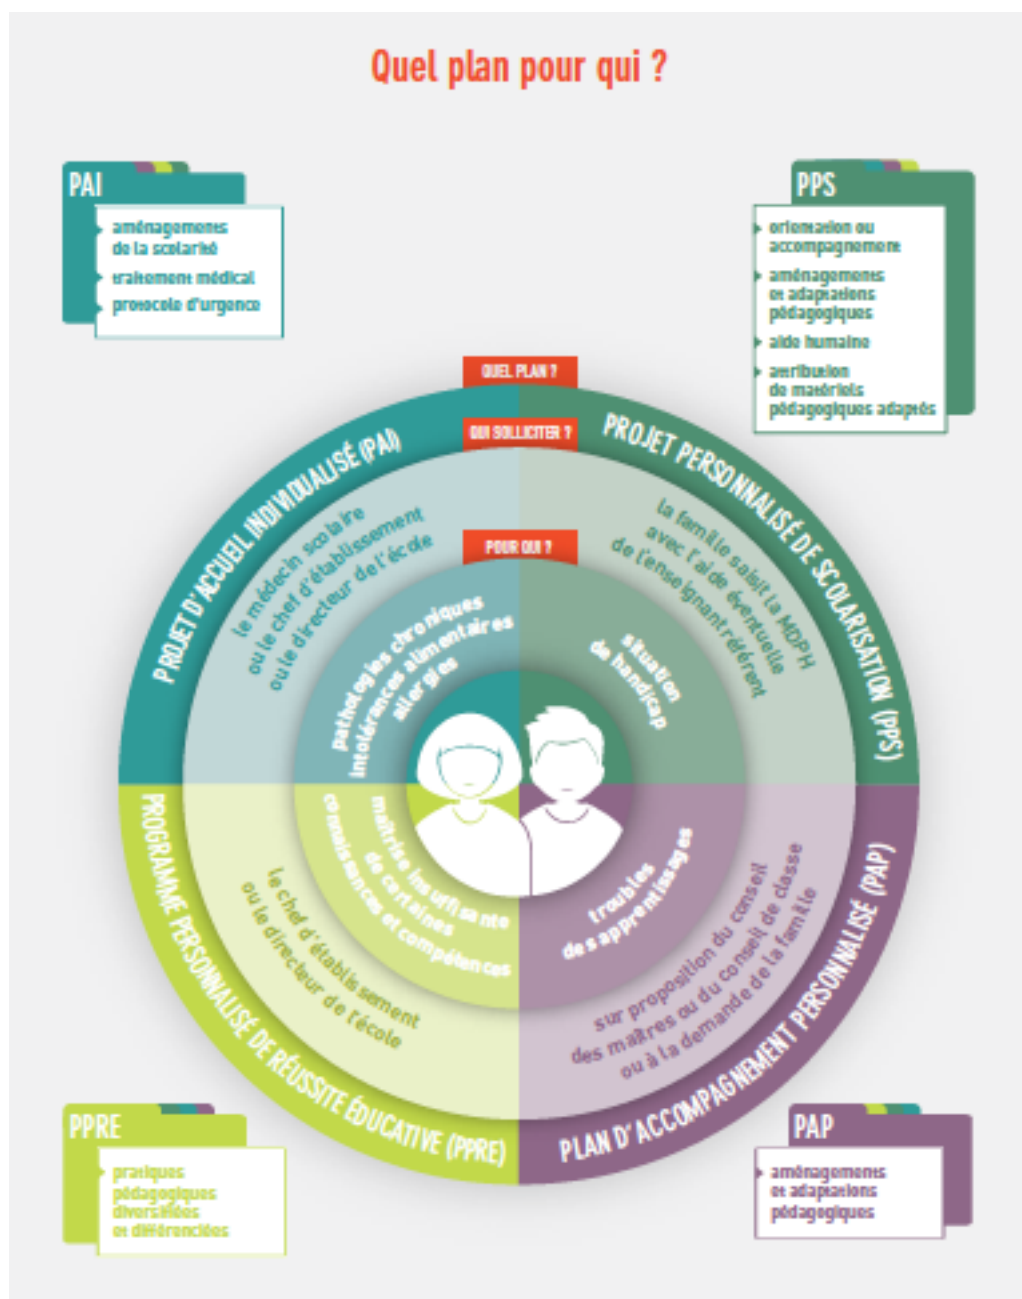 Quel plan pour qui ?
PAI
aménagements
de la scolarité
traitement médical
protocole d'urgence
PPS
orientation ou
accompagnement
aménagements
et adaptations
pédagogiques
aide humaine
attribution
de matériels
pédagogiques adaptés
QUEL PLAN ?
QUI SOLLICITER ?
POUR QUI ?
PROJET D'ACCUEIL INDIVIDUALISÉ (PAI)
le médecin scolaire
ou le chef d'établissement
ou le directeur de l'école
pathologies chroniques
intolérances alimentaires
allergies
PROJET PERSONNALISÉ DE SCOLARISATION (PPS)
la famille saisit la MDPH
avec l'aide éventuelle
de l'enseignant référent
situation
de handicap
PROGRAMME PERSONNALISÉ DE RÉUSSITE ÉDUCATIVE (PPRE)
le chef d'établissement
ou le directeur de l'école
maîtrise insuffisante
de certaines
connaissances et compétences
PLAN D'ACCOMPAGNEMENT PERSONNALISÉ (PAP)
sur proposition du conseil
des maîtres ou du conseil de classe
ou à la demande de la famille
troubles
des apprentissages
PPRE
pratiques
pédagogiques
diversifiées
et différenciées
PAP
aménagements
et adaptations
pédagogiques